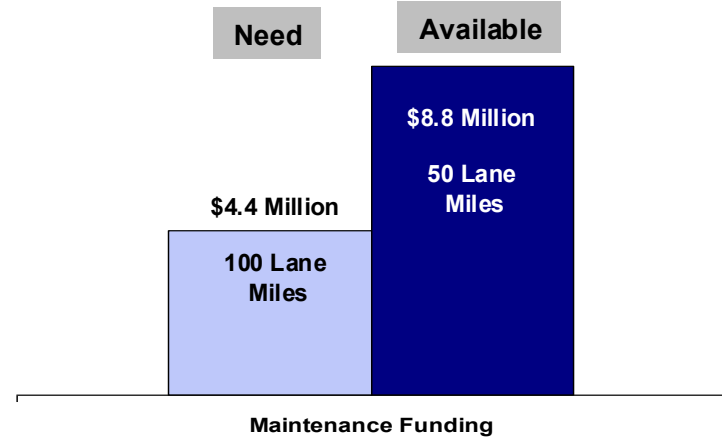 Need
Available
$8.8 Million
50 Lane
Miles
$4.4 Million
100 Lane
Miles
Maintenance Funding